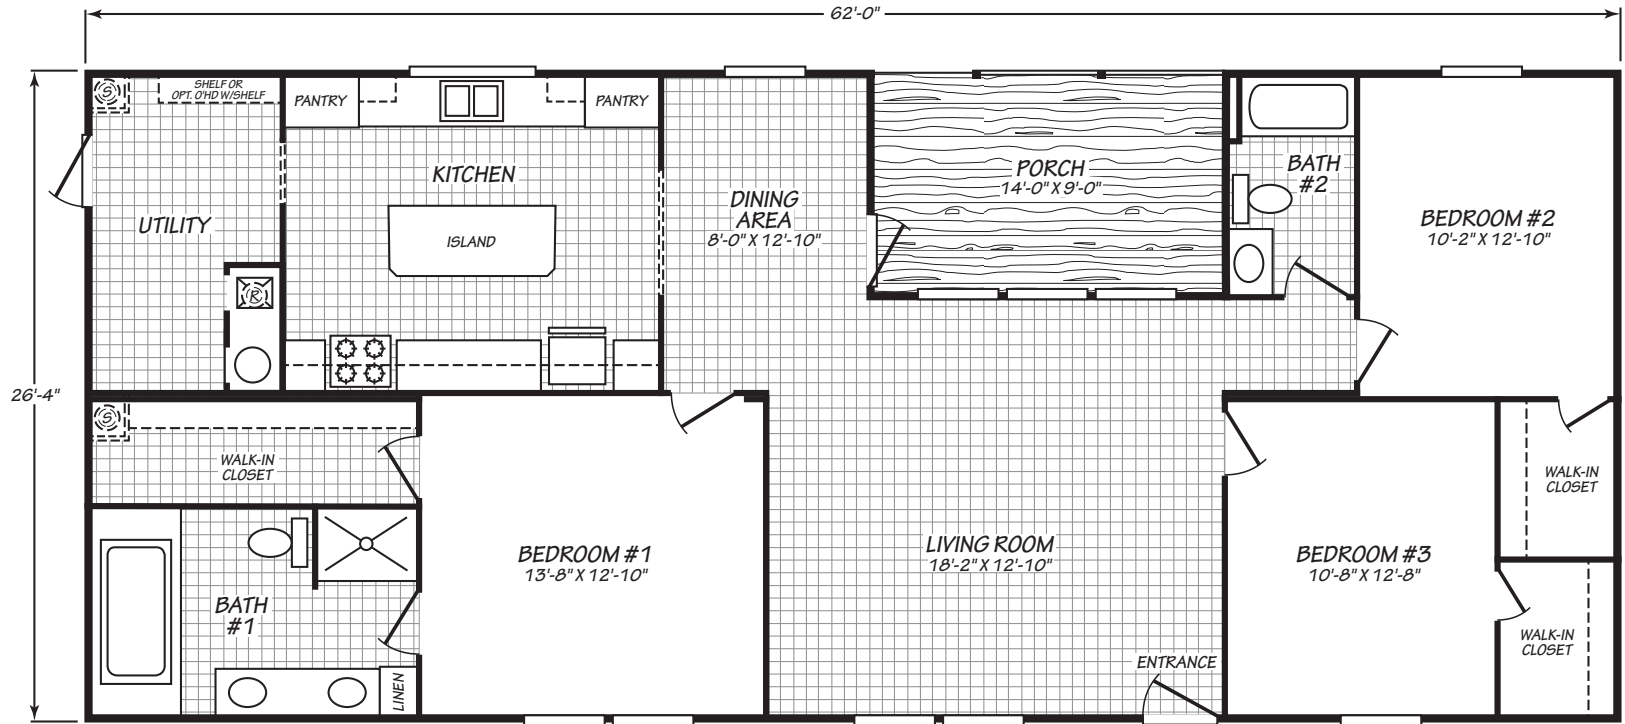 62'-0"
S
SHELF OR
OPT. O'HD W/SHELF
PANTRY
PANTRY
KITCHEN
PORCH
14'-0" X 9'-0"
BATH
#2
UTILITY
ISLAND
DINING
AREA
8'-0" X 12'-10"
BEDROOM #2
10'-2" X 12'-10"
R
26'-4"
S
WALK-IN
CLOSET
WALK-IN
CLOSET
BEDROOM #1
13'-8" X 12'-10"
LIVING ROOM
18'-2" X 12'-10"
BEDROOM #3
10'-8" X 12'-8"
BATH
#1
WALK-IN
CLOSET
ENTRANCE
LINEN